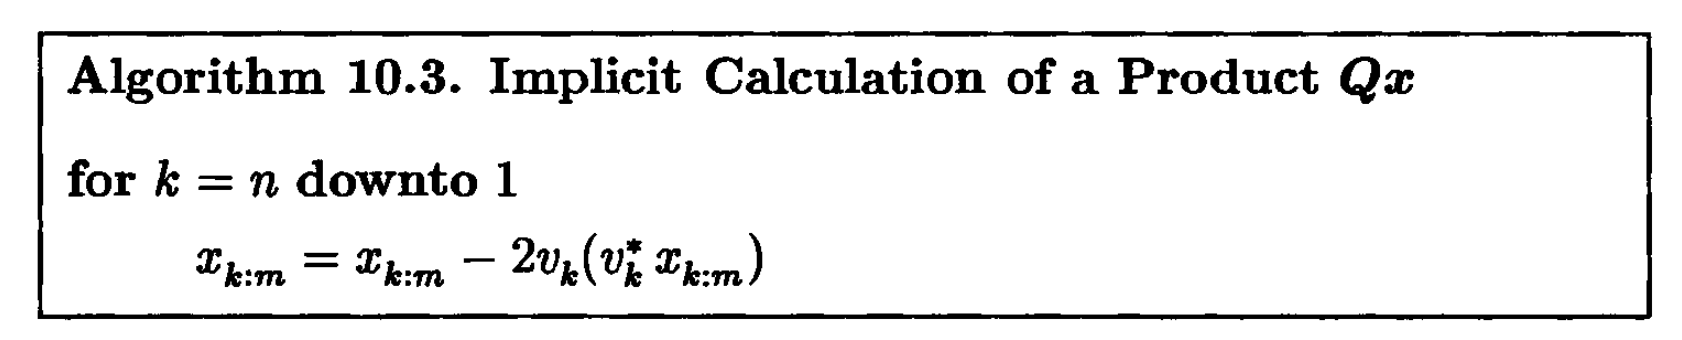 Algorithm 10.3. Implicit Calculation of a Product Qx
for k = n downto 1
x_{k:m} = x_{k:m} − 2v_k(v_k^* x_{k:m})